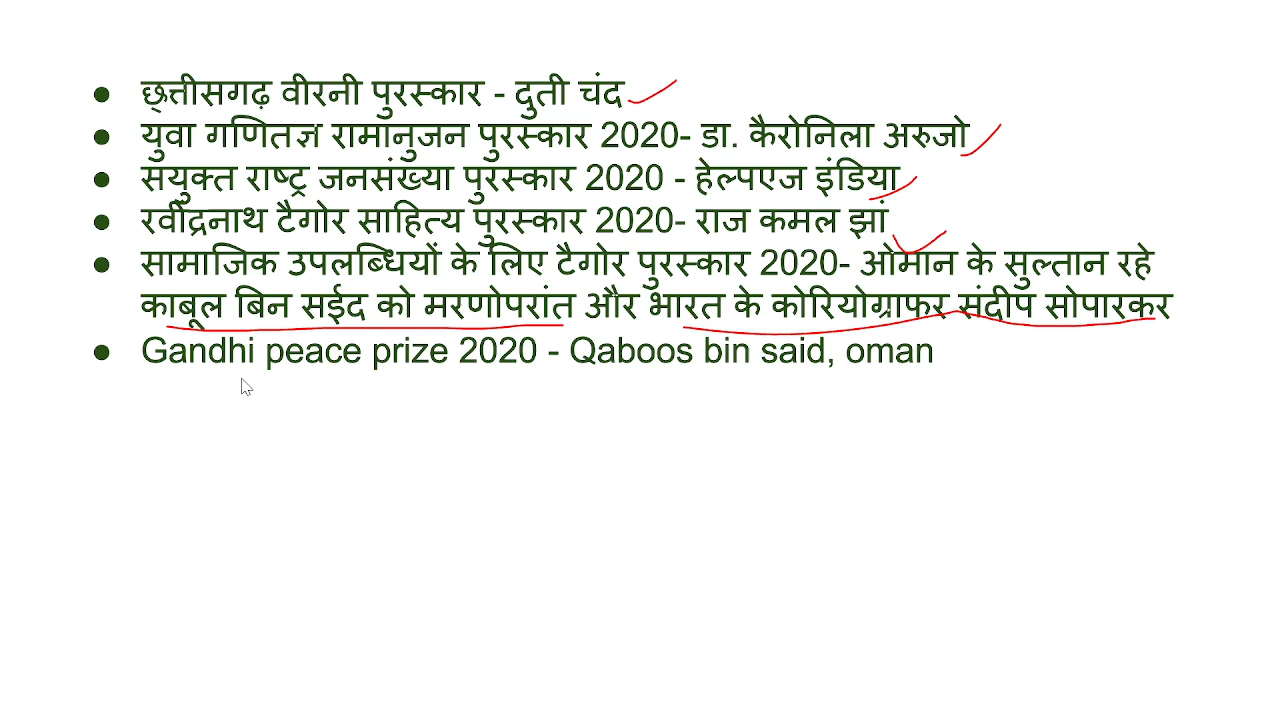 ● छत्तीसगढ़ वीरनी पुरस्कार - दुती चंद
● युवा गणितज्ञ रामानुजन पुरस्कार 2020- डा. कैरोनिला अरुजो
● सयुक्त राष्ट्र जनसंख्या पुरस्कार 2020 - हेल्पएज इंडिया
● रवींद्रनाथ टैगोर साहित्य पुरस्कार 2020- राज कमल झां
● सामाजिक उपलब्धियों के लिए टैगोर पुरस्कार 2020- ओमान के सुल्तान रहे
काबूल बिन सईद को मरणोपरांत और भारत के कोरियोग्राफर संदीप सोपारकर
● Gandhi peace prize 2020 - Qaboos bin said, oman